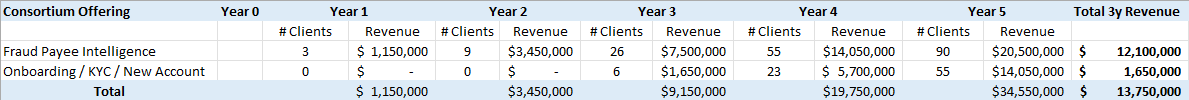 Consortium Offering Year 0 Year 1 Year 2 Year 3 Year 4 Year 5 Total 3y Revenue
# Clients Revenue # Clients Revenue # Clients Revenue # Clients Revenue # Clients Revenue
Fraud Payee Intelligence 3 $ 1,150,000 9 $3,450,000 26 $7,500,000 55 $14,050,000 90 $20,500,000 $ 12,100,000
Onboarding / KYC / New Account 0 $ - 0 $ - 6 $1,650,000 23 $ 5,700,000 55 $14,050,000 $ 1,650,000
Total $ 1,150,000 $3,450,000 $9,150,000 $19,750,000 $34,550,000 $ 13,750,000